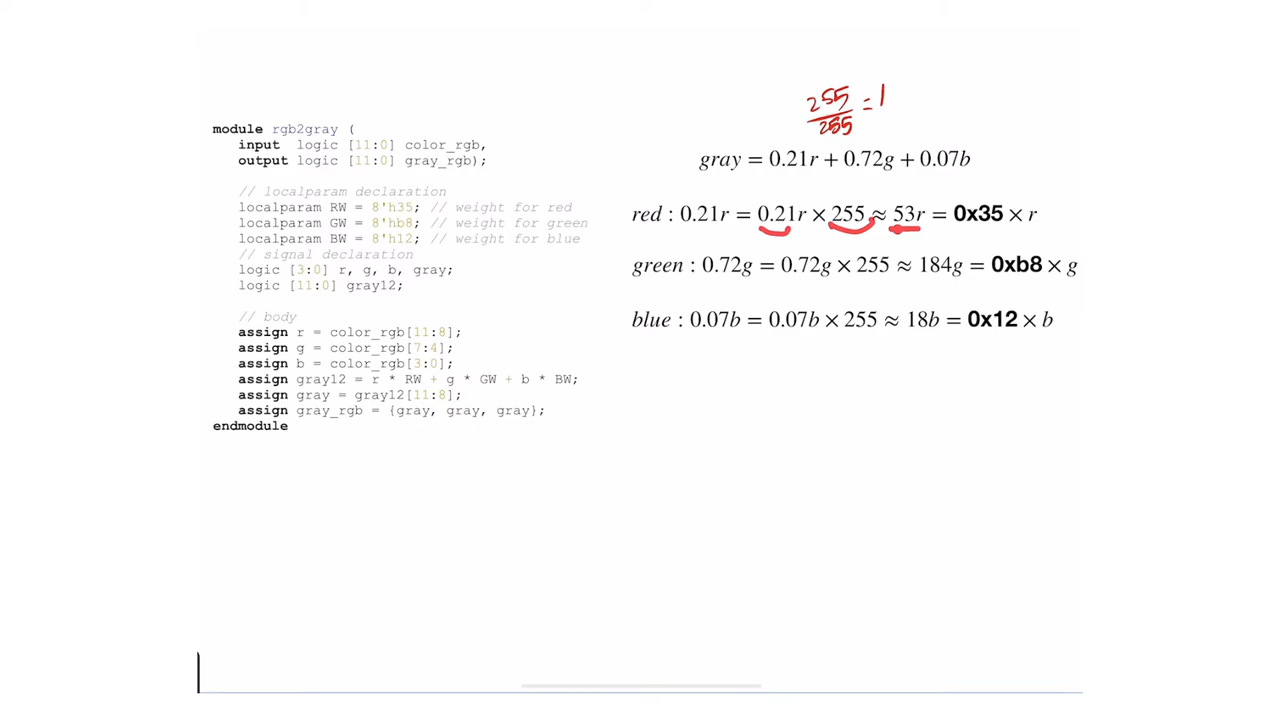 module rgb2gray (
input logic [11:0] color_rgb,
output logic [11:0] gray_rgb);
// localparam declaration
localparam RW = 8'h35; // weight for red
localparam GW = 8'hb8; // weight for green
localparam BW = 8'h12; // weight for blue
// signal declaration
logic [3:0] r, g, b, gray;
logic [11:0] gray12;
// body
assign r = color_rgb[11:8];
assign g = color_rgb[7:4];
assign b = color_rgb[3:0];
assign gray12 = r * RW + g * GW + b * BW;
assign gray = gray12[11:8];
assign gray_rgb = {gray, gray, gray};
endmodule
255/255 = 1
gray = 0.21r + 0.72g + 0.07b
red : 0.21r = 0.21r × 255 ≈ 53r = 0x35 × r
green : 0.72g = 0.72g × 255 ≈ 184g = 0xb8 × g
blue : 0.07b = 0.07b × 255 ≈ 18b = 0x12 × b